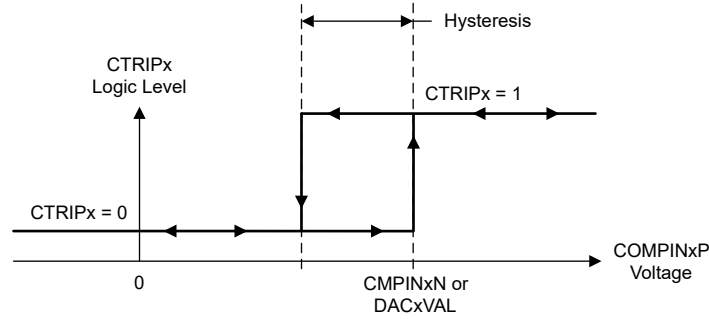 Hysteresis
CTRIPx
Logic Level
CTRIPx = 1
CTRIPx = 0
COMPINxP
Voltage
0
CMPINxN or
DACxVAL